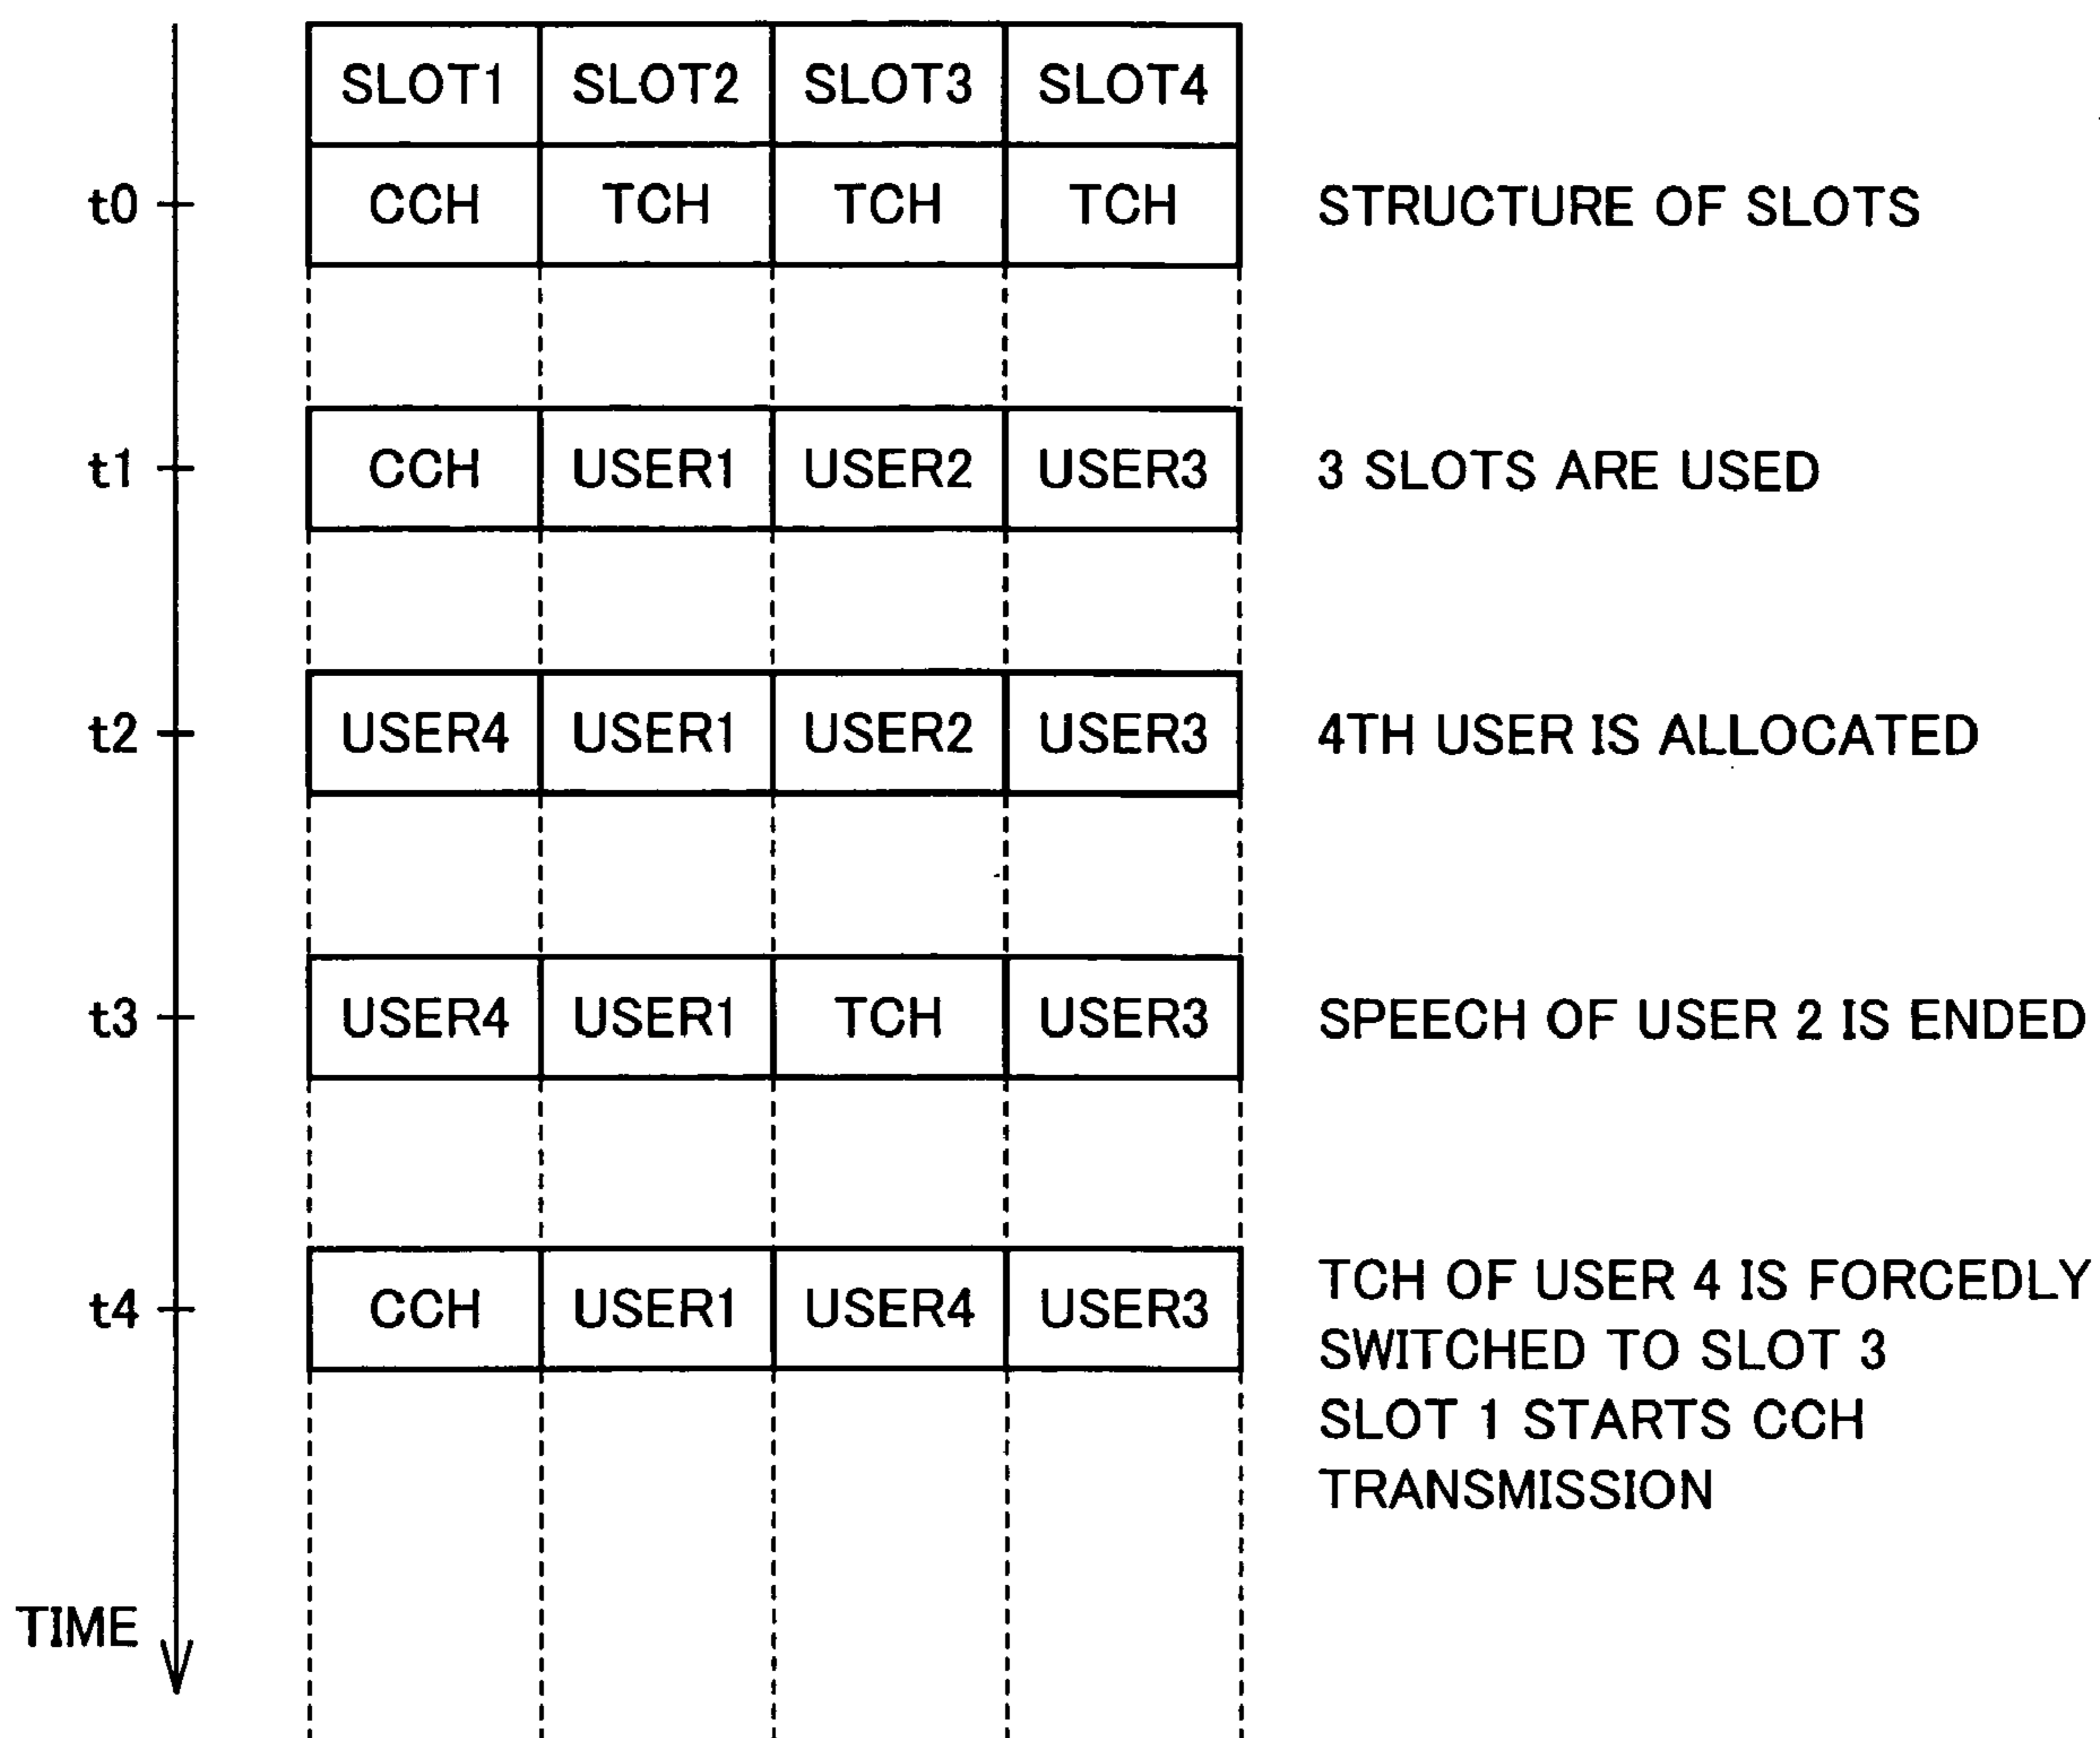 SLOT1 SLOT2 SLOT3 SLOT4
t0 CCH TCH TCH TCH STRUCTURE OF SLOTS
t1 CCH USER1 USER2 USER3 3 SLOTS ARE USED
t2 USER4 USER1 USER2 USER3 4TH USER IS ALLOCATED
t3 USER4 USER1 TCH USER3 SPEECH OF USER 2 IS ENDED
t4 CCH USER1 USER4 USER3 TCH OF USER 4 IS FORCEDLY
SWITCHED TO SLOT 3
SLOT 1 STARTS CCH
TRANSMISSION
TIME